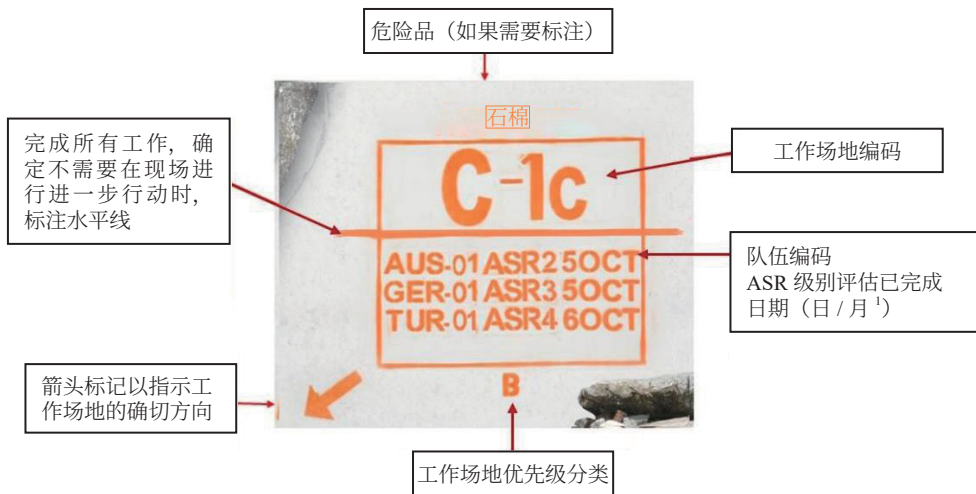 危险品（如果需要标注）
石棉
完成所有工作，确
定不需要在现场进
行进一步行动时，
标注水平线
C-1c
工作场地编码
AUS-01 ASR2 5OCT
GER-01 ASR3 5OCT
TUR-01 ASR4 6OCT
队伍编码
ASR 级别评估已完成
日期（日 / 月 1）
箭头标记以指示工
作场地的确切方向
B
工作场地优先级分类